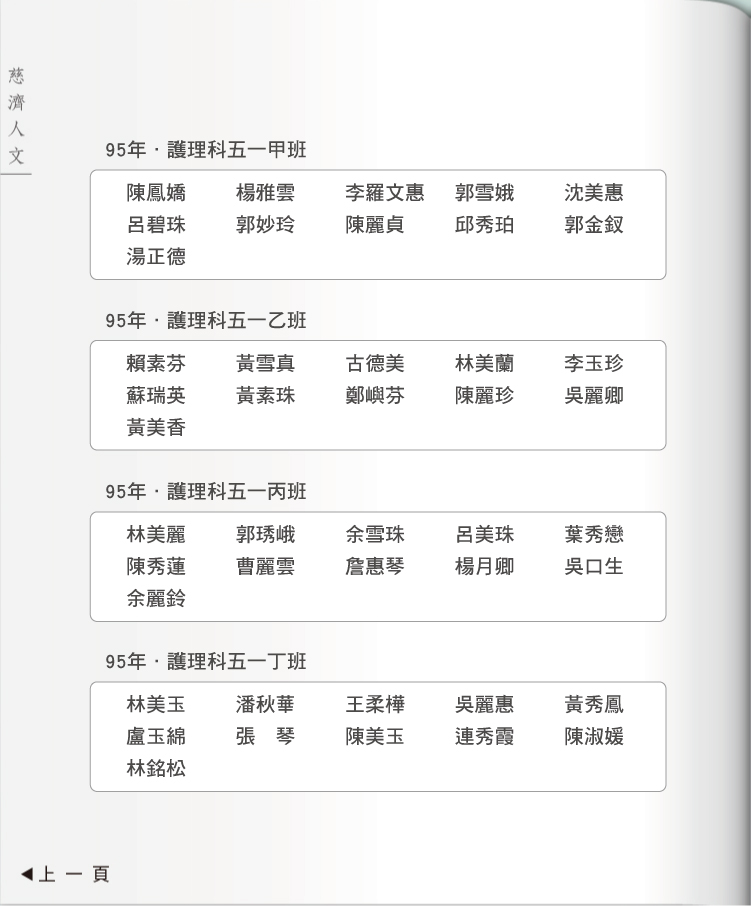 慈濟人文
95年·護理科五一甲班
陳鳳嬌 楊雅雲 李羅文惠 郭雪娥 沈美惠
呂碧珠 郭妙玲 陳麗貞 邱秀珀 郭金釵
湯正德
95年·護理科五一乙班
賴素芬 黃雪真 古德美 林美蘭 李玉珍
蘇瑞英 黃素珠 鄭嶼芬 陳麗珍 吳麗卿
黃美香
95年·護理科五一丙班
林美麗 郭琇峨 余雪珠 呂美珠 葉秀戀
陳秀蓮 曹麗雲 詹惠琴 楊月卿 吳口生
余麗鈴
95年·護理科五一丁班
林美玉 潘秋華 王柔樺 吳麗惠 黃秀鳳
盧玉綿 張　琴 陳美玉 連秀霞 陳淑媛
林銘松
◀上一頁